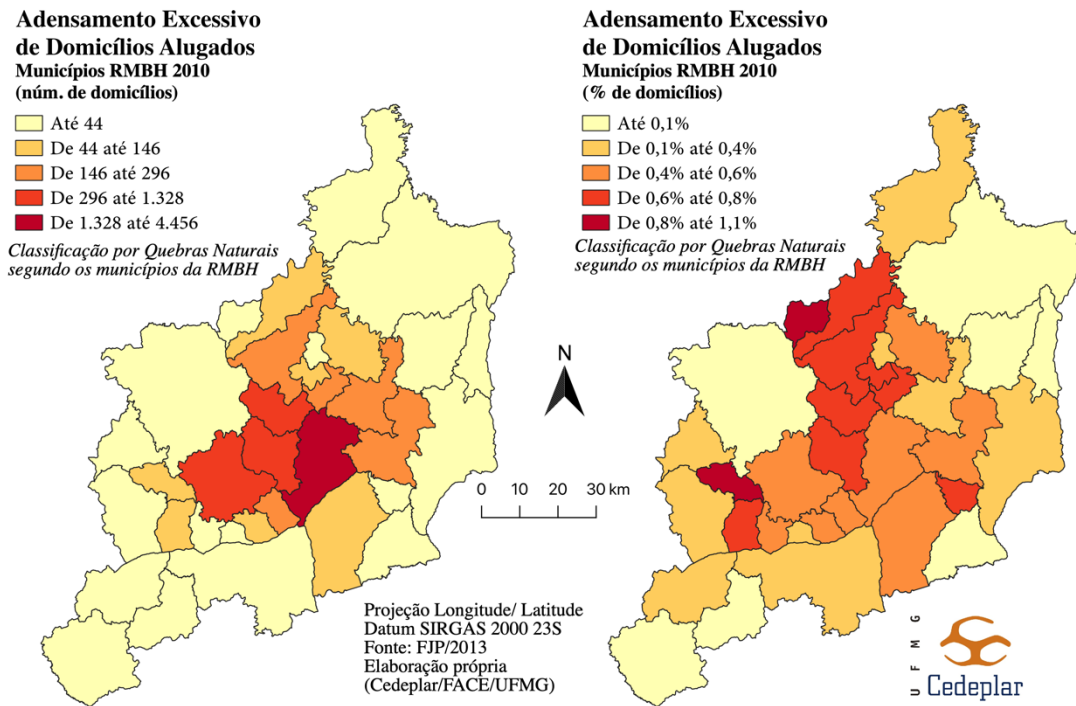 Adensamento Excessivo
de Domicílios Alugados
Municípios RMBH 2010
(núm. de domicílios)
Até 44
De 44 até 146
De 146 até 296
De 296 até 1.328
De 1.328 até 4.456
Classificação por Quebras Naturais
segundo os municípios da RMBH
Adensamento Excessivo
de Domicílios Alugados
Municípios RMBH 2010
(% de domicílios)
Até 0,1%
De 0,1% até 0,4%
De 0,4% até 0,6%
De 0,6% até 0,8%
De 0,8% até 1,1%
Classificação por Quebras Naturais
segundo os municípios da RMBH
N
0 10 20 30 km
Projeção Longitude/ Latitude
Datum SIRGAS 2000 23S
Fonte: FJP/2013
Elaboração própria
(Cedeplar/FACE/UFMG)
UFMG
Cedeplar